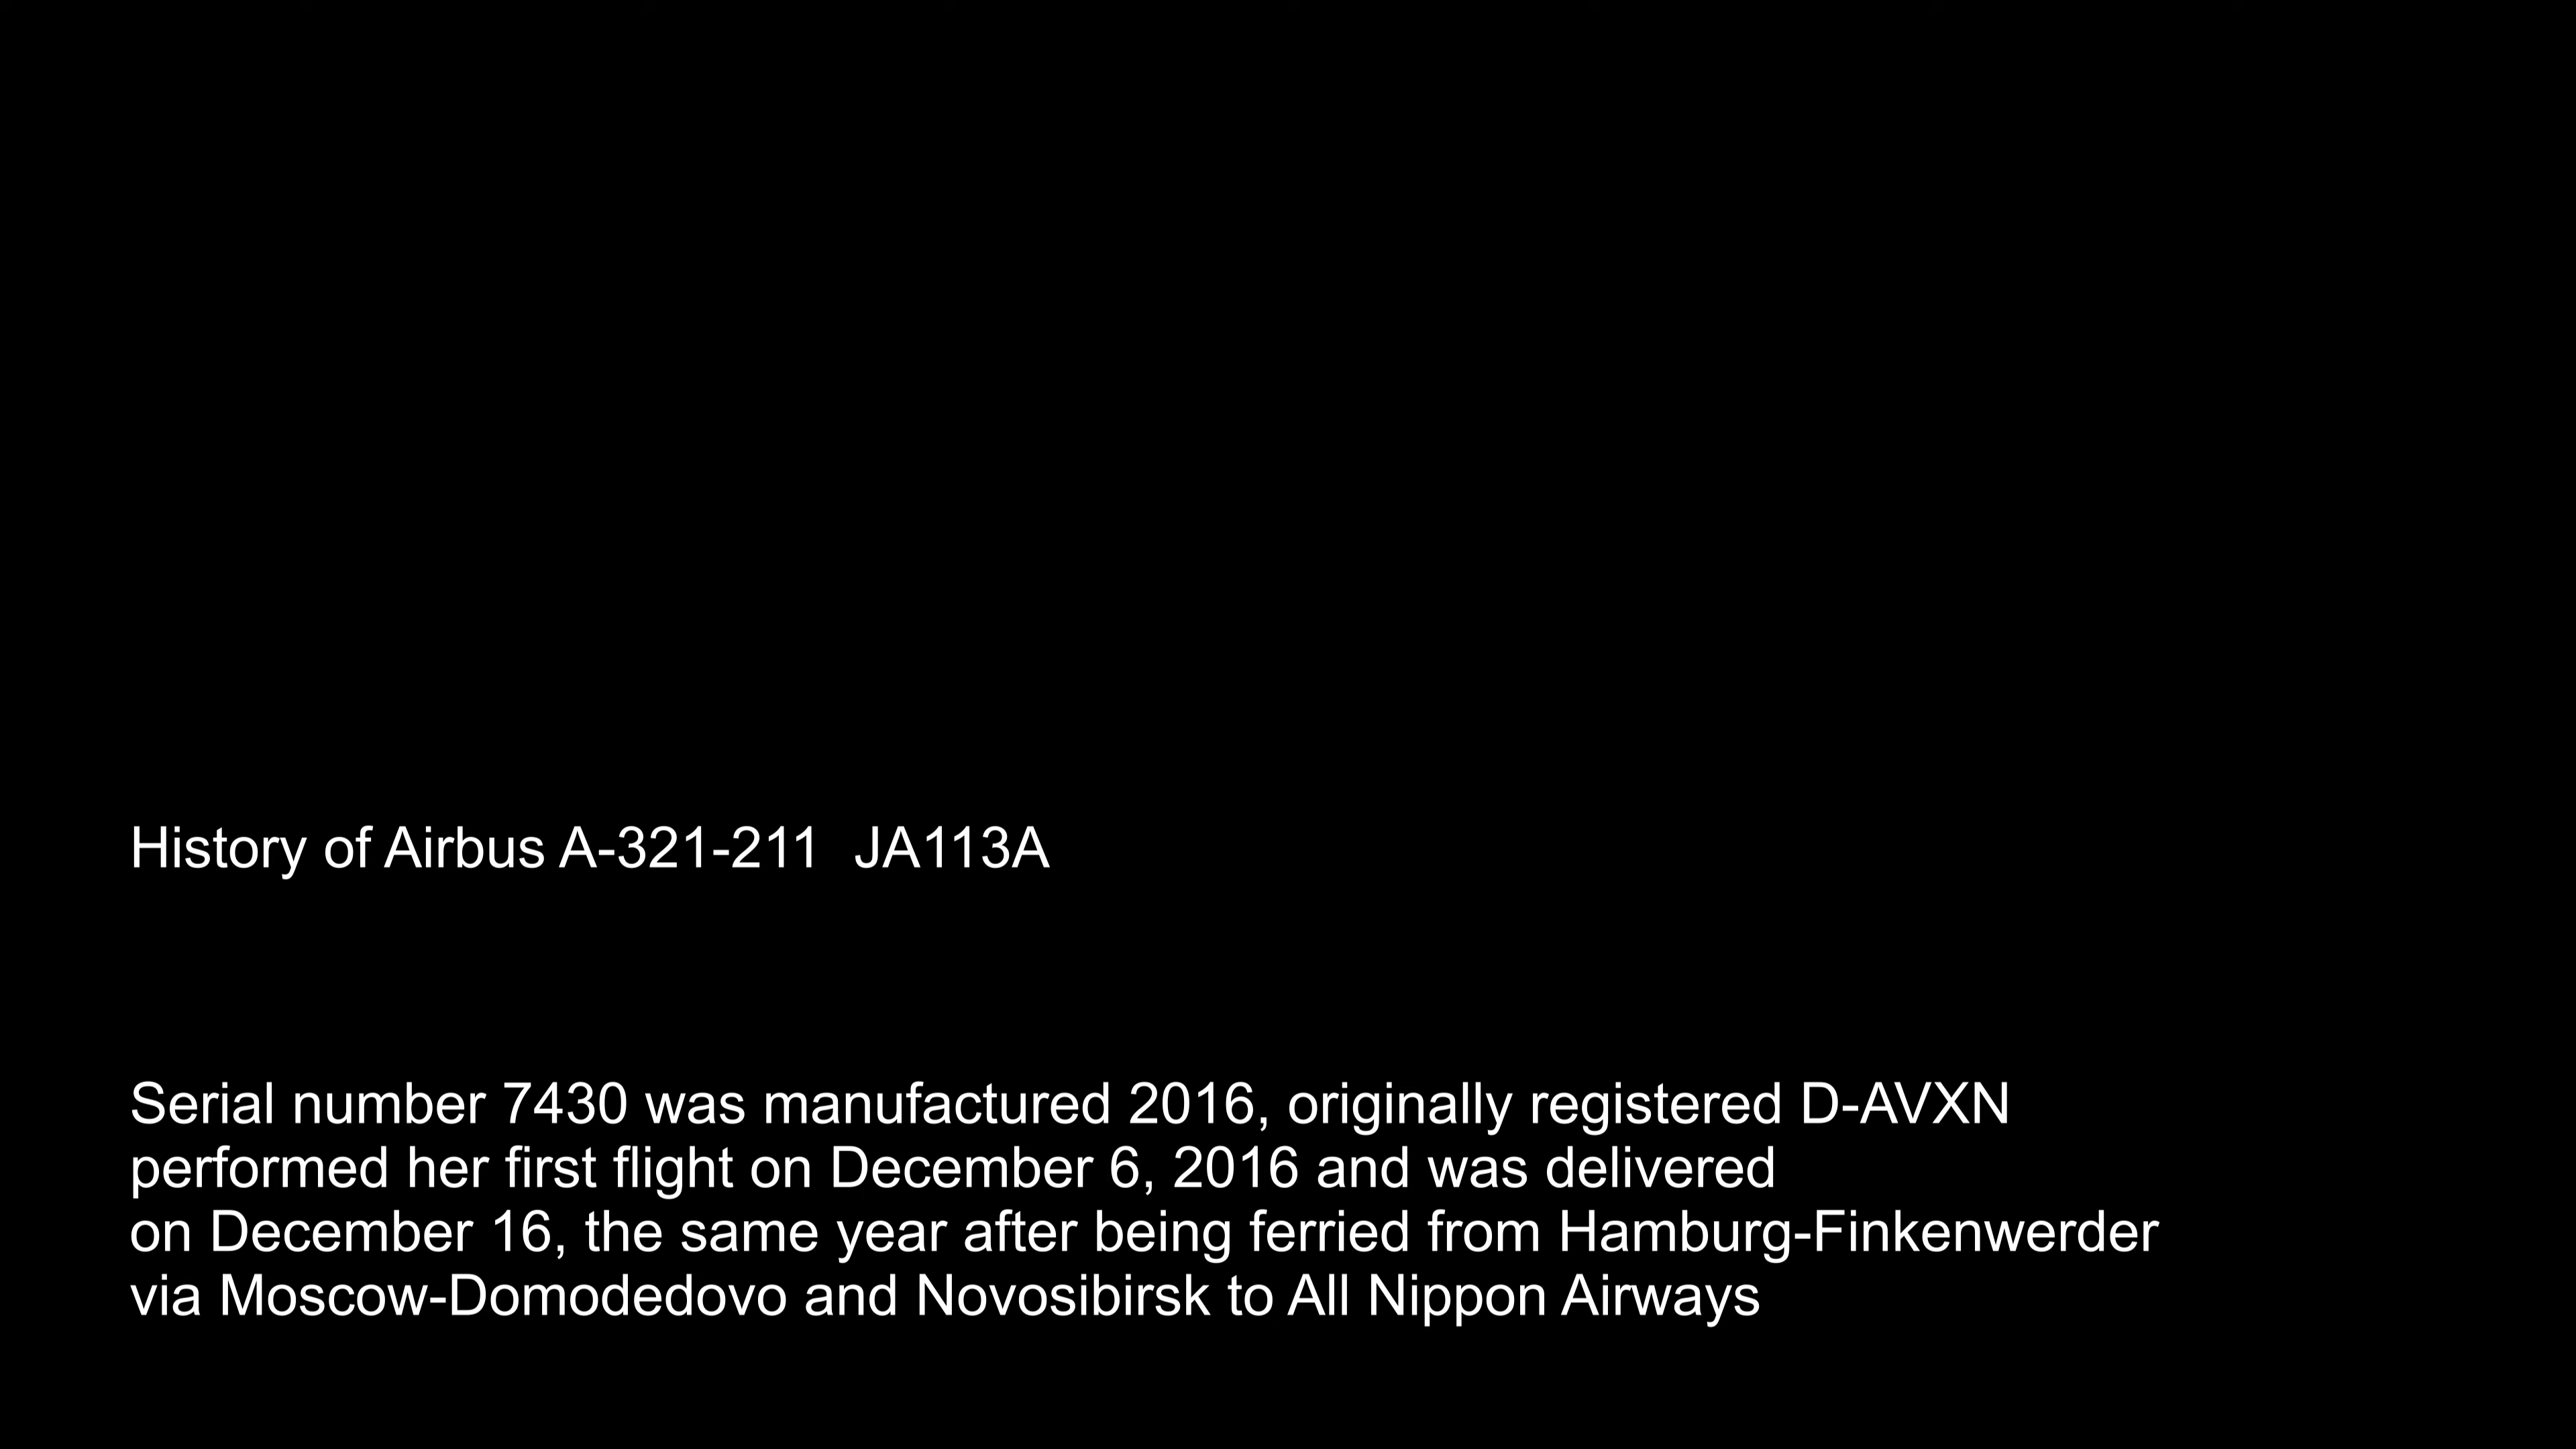 History of Airbus A-321-211  JA113A
Serial number 7430 was manufactured 2016, originally registered D-AVXN
performed her first flight on December 6, 2016 and was delivered
on December 16, the same year after being ferried from Hamburg-Finkenwerder
via Moscow-Domodedovo and Novosibirsk to All Nippon Airways